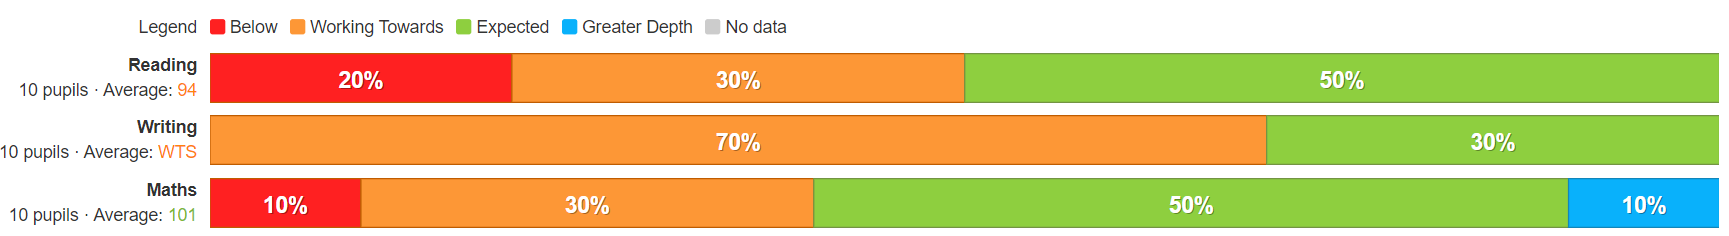 Legend Below Working Towards Expected Greater Depth No data
Reading
10 pupils · Average: 94
20% 30% 50%
Writing
10 pupils · Average: WTS
70% 30%
Maths
10 pupils · Average: 101
10% 30% 50% 10%